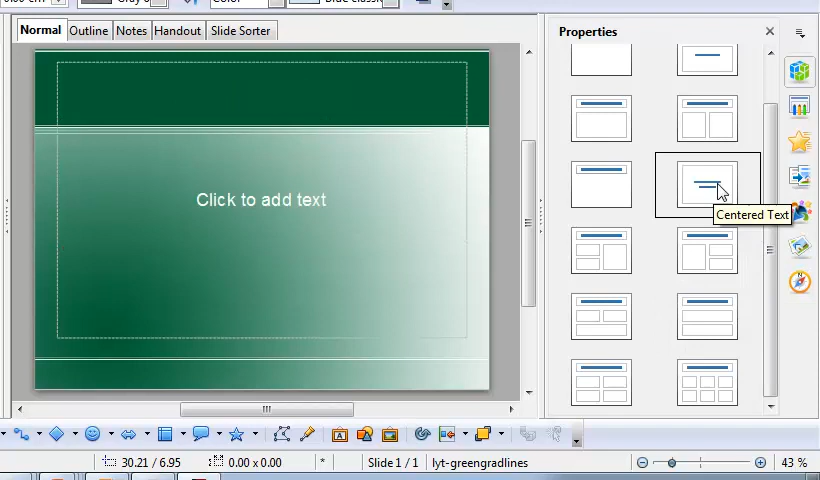 Color
Normal Outline Notes Handout Slide Sorter
Properties
Click to add text
Centered Text
30.21 / 6.95 0.00 x 0.00 * Slide 1 / 1 lyt-greengradlines 43 %